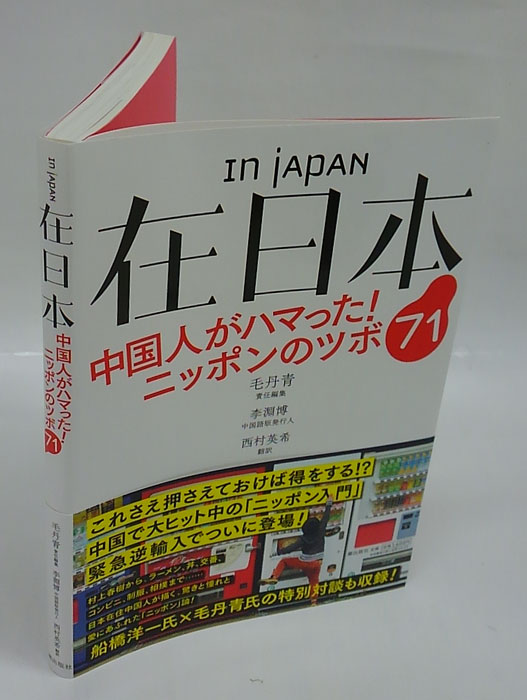 In jAPAN
在日本
中国人がハマった!
ニッポンのツボ
71
毛丹青
責任編集
李淵博
中国語版発行人
西村英希
翻訳
これさえ押さえておけば得をする!?
中国で大ヒット中の「ニッポン入門」
緊急逆輸入でついに登場!
村上春樹から、ラーメン、丼、交番、
コンビニ、制服、相撲まで……
日本在住中国人が描く、驚きと憧れと
愛にあふれた「ニッポン」論!
船橋洋一氏×毛丹青氏の特別対談も収録!
In jAPAN
在日本
中国人がハマった!
ニッポンのツボ
71
毛丹青
李淵博
西村英希